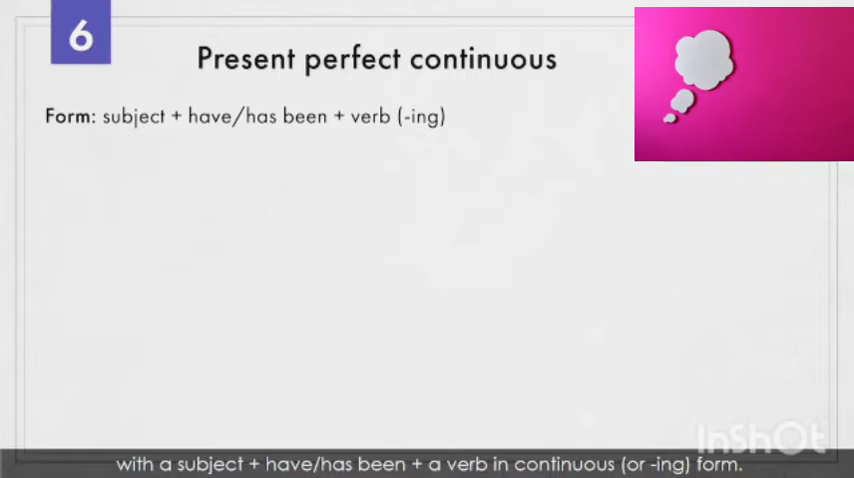 6
Present perfect continuous
Form: subject + have/has been + verb (-ing)
InShOt
with a subject + have/has been + a verb in continuous (or -ing) form.